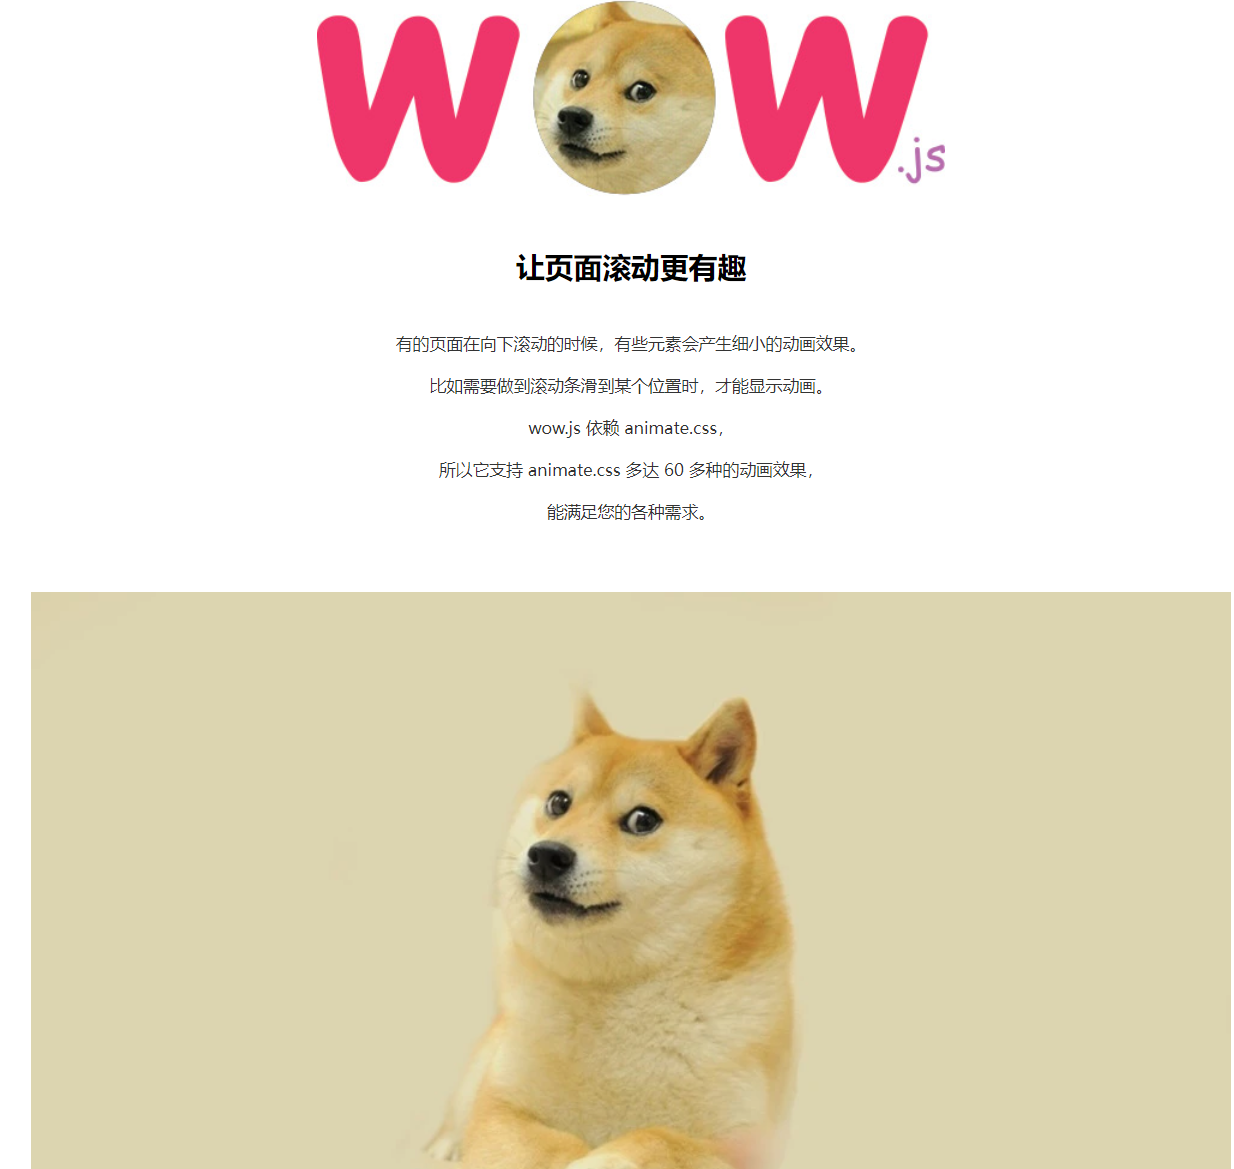 WOW.js
让页面滚动更有趣
有的页面在向下滚动的时候，有些元素会产生细小的动画效果。
比如需要做到滚动条滑到某个位置时，才能显示动画。
wow.js 依赖 animate.css，
所以它支持 animate.css 多达 60 多种的动画效果，
能满足您的各种需求。